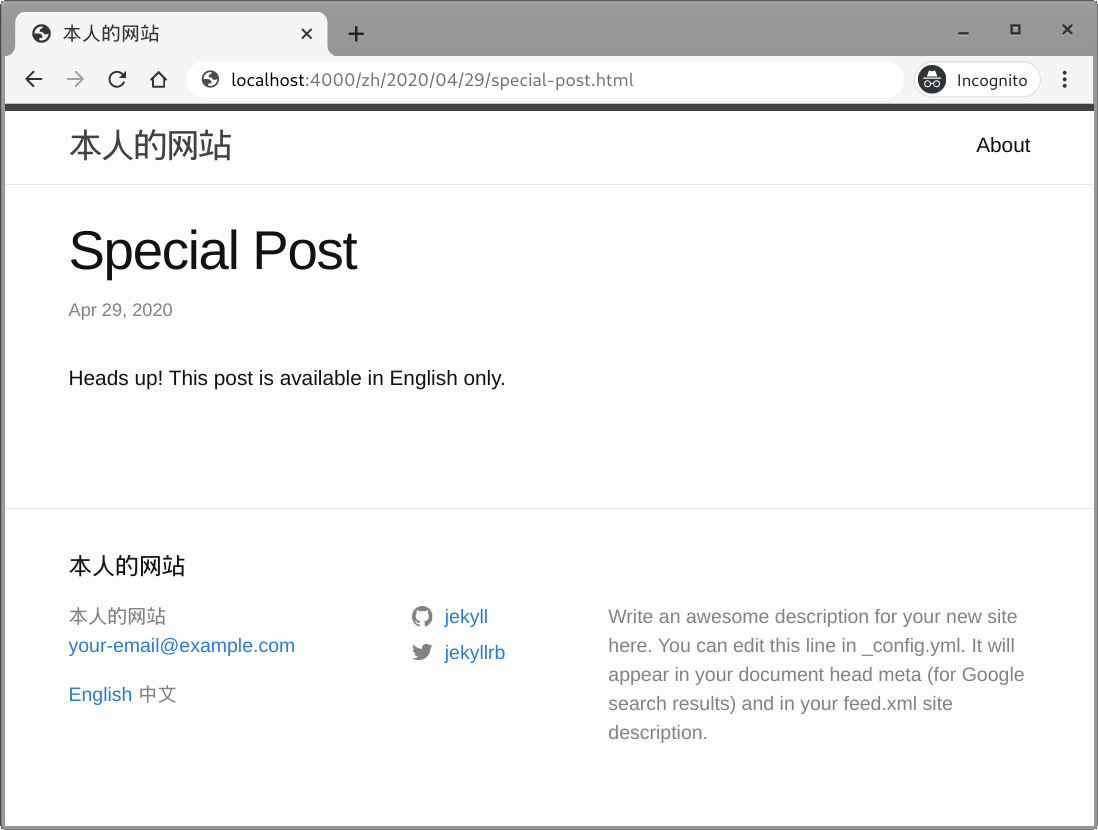 本人的网站
localhost:4000/zh/2020/04/29/special-post.html
Incognito
本人的网站
About
Special Post
Apr 29, 2020
Heads up! This post is available in English only.
本人的网站
本人的网站
your-email@example.com
English 中文
jekyll
jekyllrb
Write an awesome description for your new site
here. You can edit this line in _config.yml. It will
appear in your document head meta (for Google
search results) and in your feed.xml site
description.